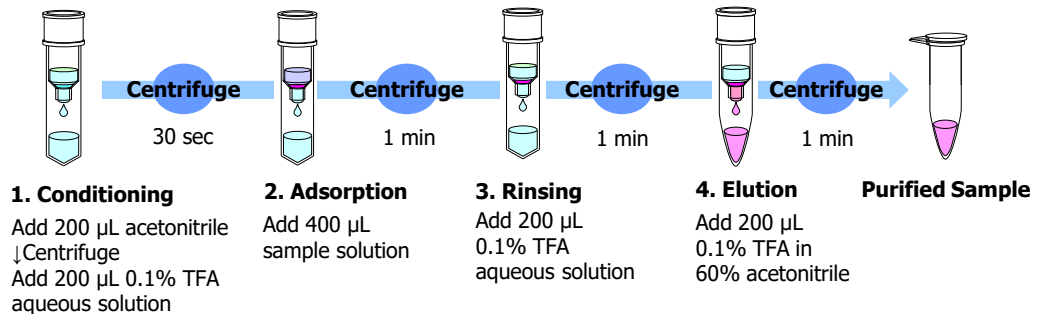 Centrifuge
30 sec
Centrifuge
1 min
Centrifuge
1 min
Centrifuge
1 min
1. Conditioning
Add 200 µL acetonitrile
↓Centrifuge
Add 200 µL 0.1% TFA
aqueous solution
2. Adsorption
Add 400 µL
sample solution
3. Rinsing
Add 200 µL
0.1% TFA
aqueous solution
4. Elution
Add 200 µL
0.1% TFA in
60% acetonitrile
Purified Sample